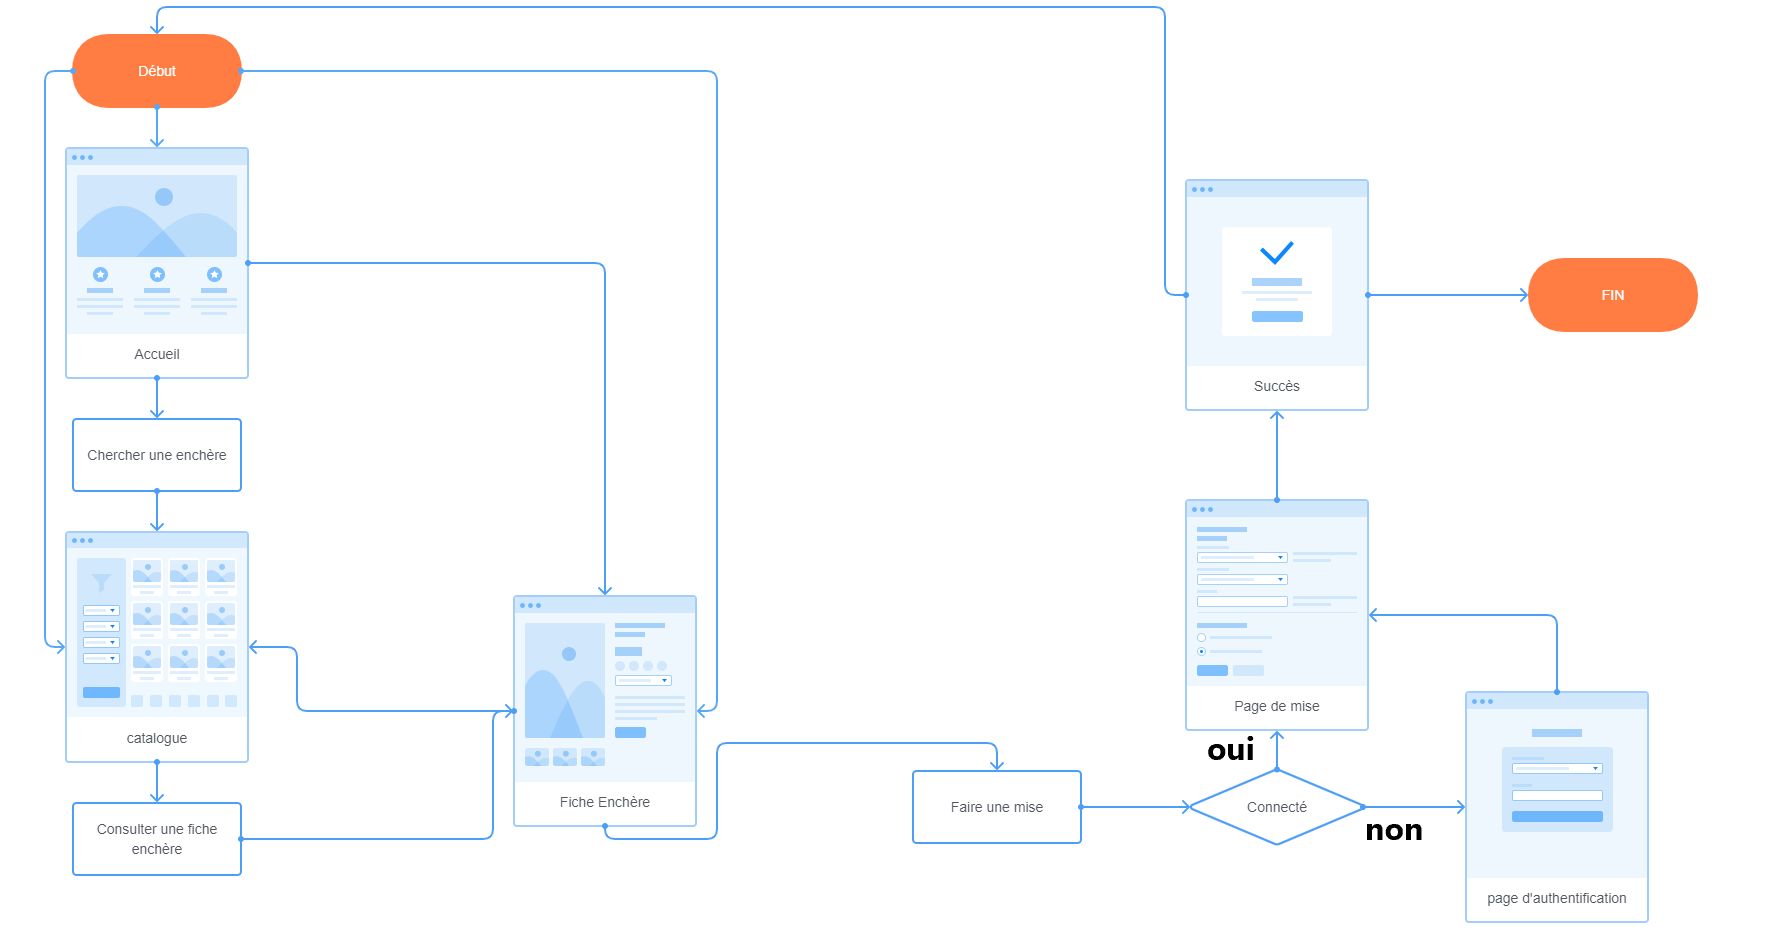 Début
Accueil
Chercher une enchère
catalogue
Consulter une fiche
enchère
Fiche Enchère
Faire une mise
Connecté
oui
non
Page de mise
page d'authentification
Succès
FIN